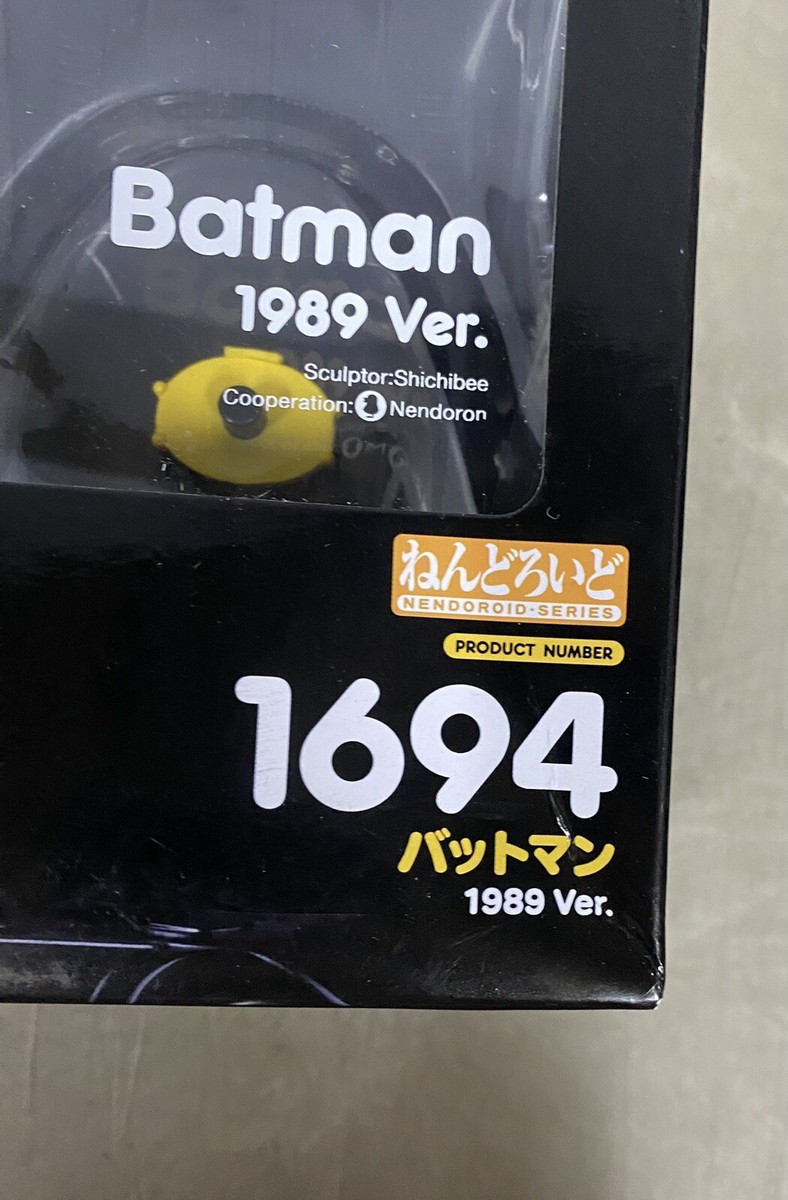 Batman
1989 Ver.
Sculptor:Shichibee
Cooperation: Nendoron
ねんどろいど
NENDOROID·SERIES
PRODUCT NUMBER
1694
バットマン
1989 Ver.